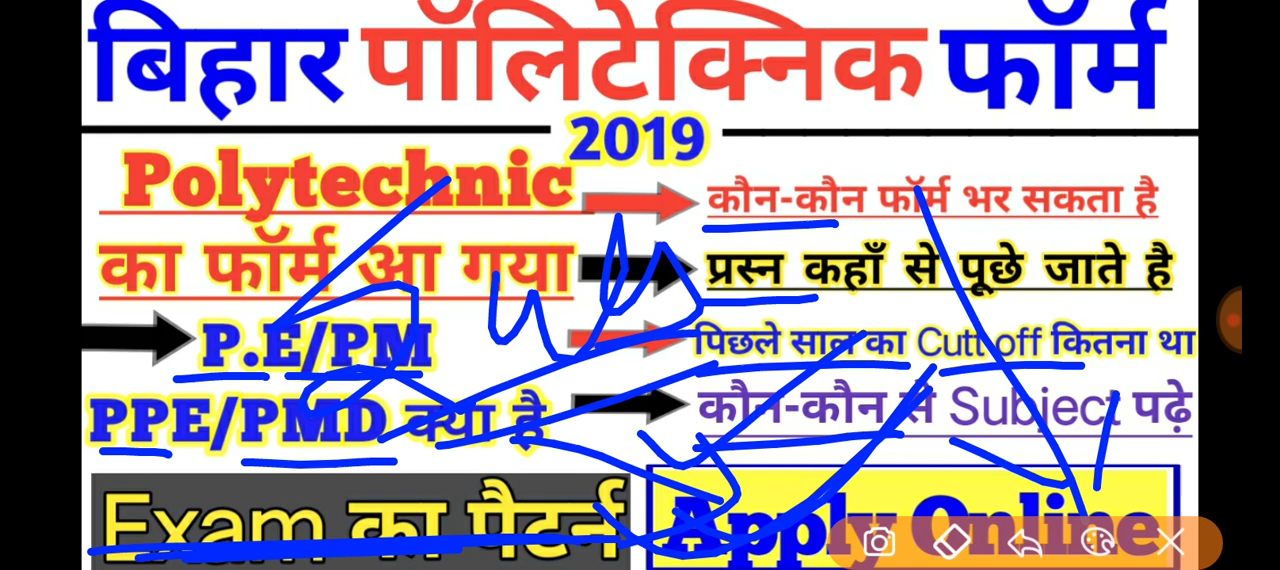 बिहार पॉलिटेक्निक फॉर्म
2019
Polytechnic
का फॉर्म आ गया
P.E/PM
PPE/PMD क्या है
कौन-कौन फॉर्म भर सकता है
प्रस्न कहाँ से पूछे जाते है
पिछले साल का Cutt off कितना था
कौन-कौन से Subject पढ़े
Exam का पैटर्न
Apply Online